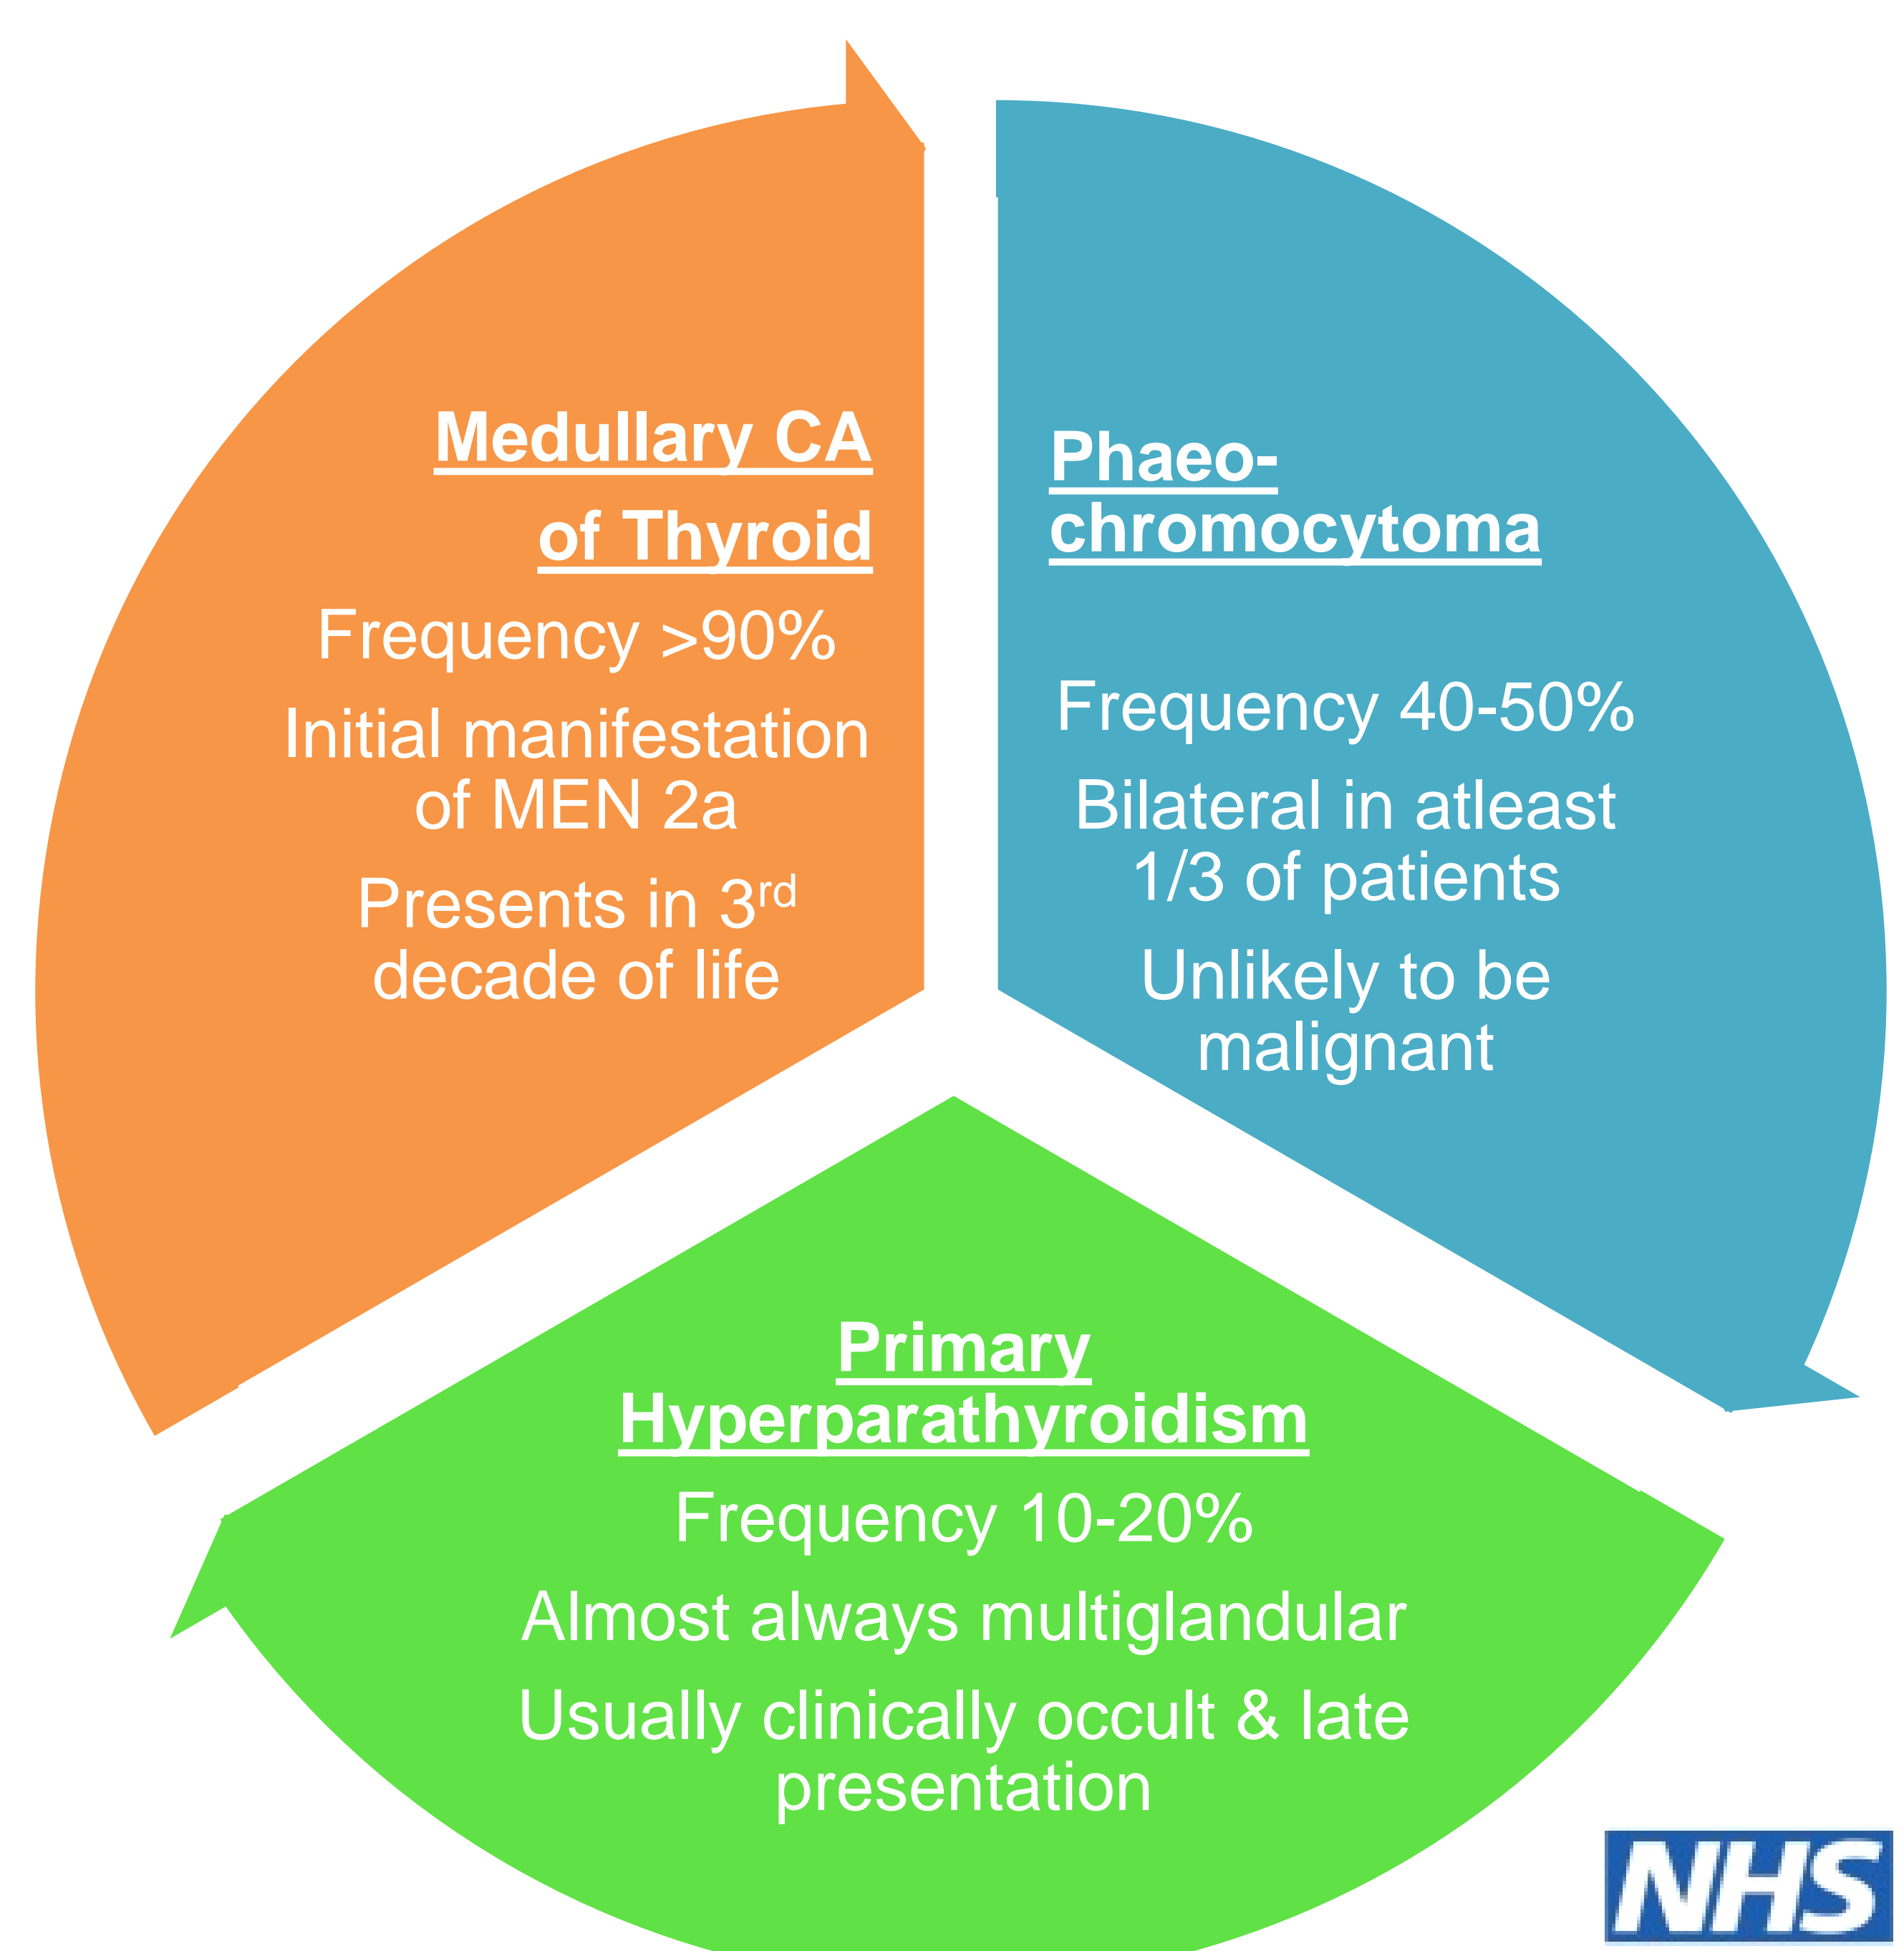 Medullary CA
of Thyroid
Frequency >90%
Initial manifestation
of MEN 2a
Presents in 3rd
decade of life
Phaeo-
chromocytoma
Frequency 40-50%
Bilateral in atleast
1/3 of patients
Unlikely to be
malignant
Primary
Hyperparathyroidism
Frequency 10-20%
Almost always multiglandular
Usually clinically occult & late
presentation
NHS